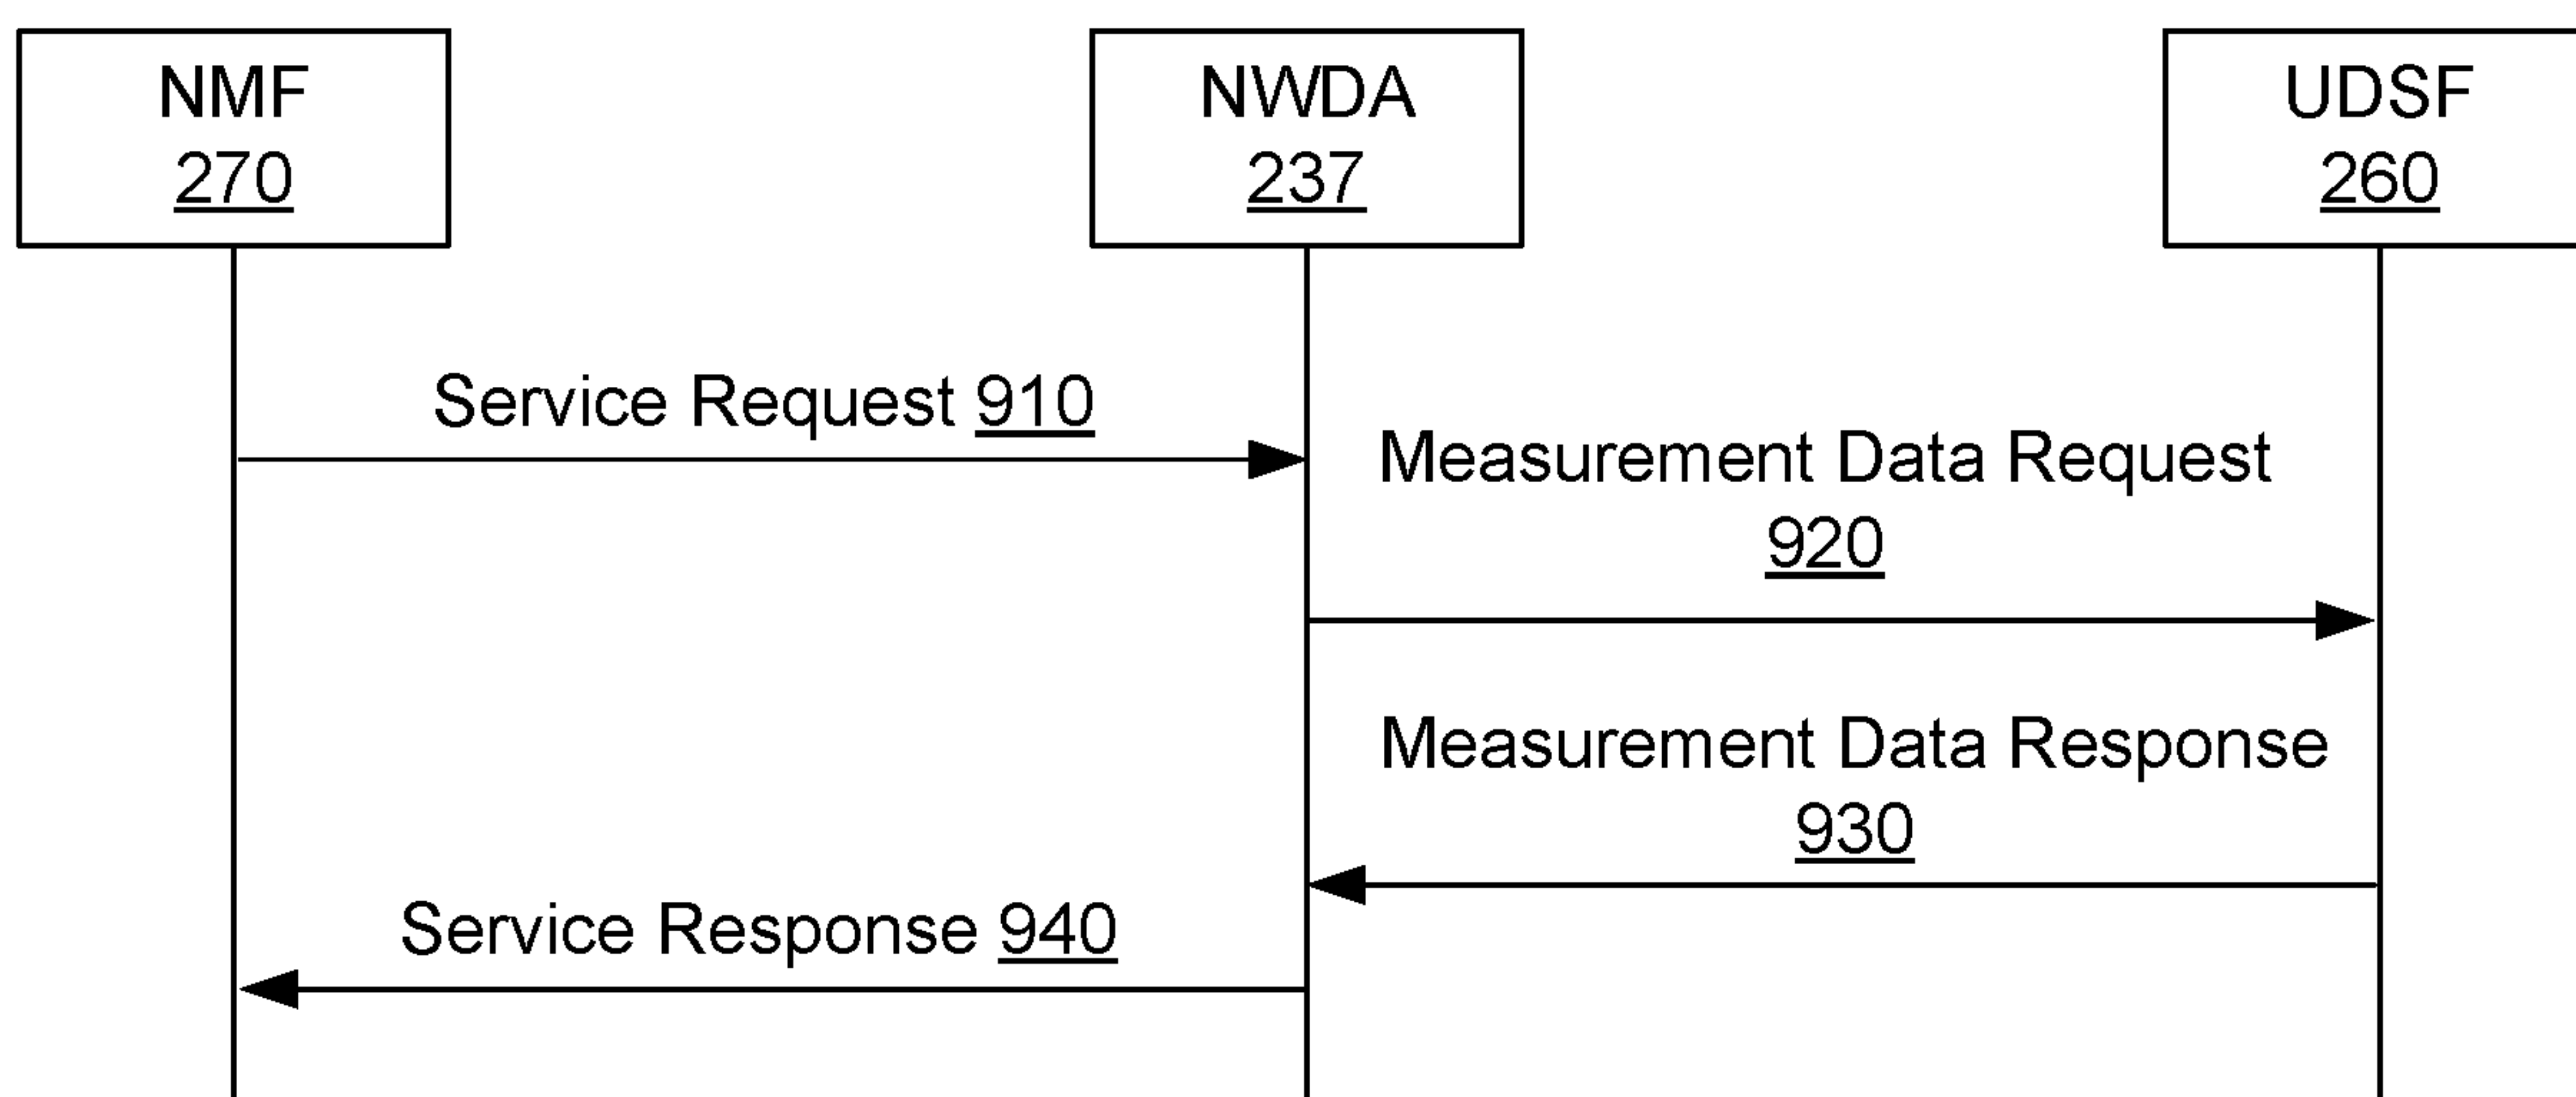 NMF
270
NWDA
237
UDSF
260
Service Request 910
Measurement Data Request
920
Measurement Data Response
930
Service Response 940